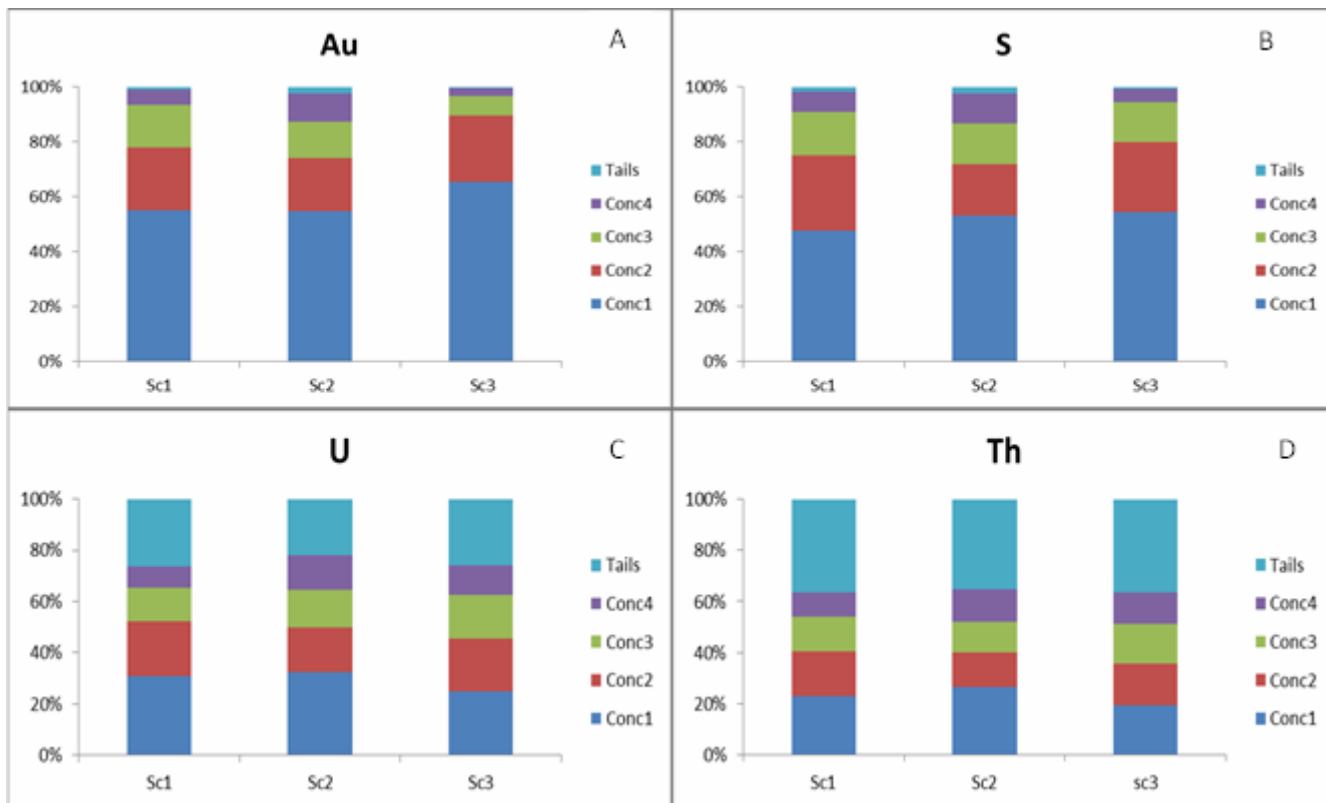 Au
A
100%
80%
60%
40%
20%
0%
Sc1 Sc2 Sc3
Tails
Conc4
Conc3
Conc2
Conc1
S
B
100%
80%
60%
40%
20%
0%
Sc1 Sc2 Sc3
Tails
Conc4
Conc3
Conc2
Conc1
U
C
100%
80%
60%
40%
20%
0%
Sc1 Sc2 Sc3
Tails
Conc4
Conc3
Conc2
Conc1
Th
D
100%
80%
60%
40%
20%
0%
Sc1 Sc2 sc3
Tails
Conc4
Conc3
Conc2
Conc1